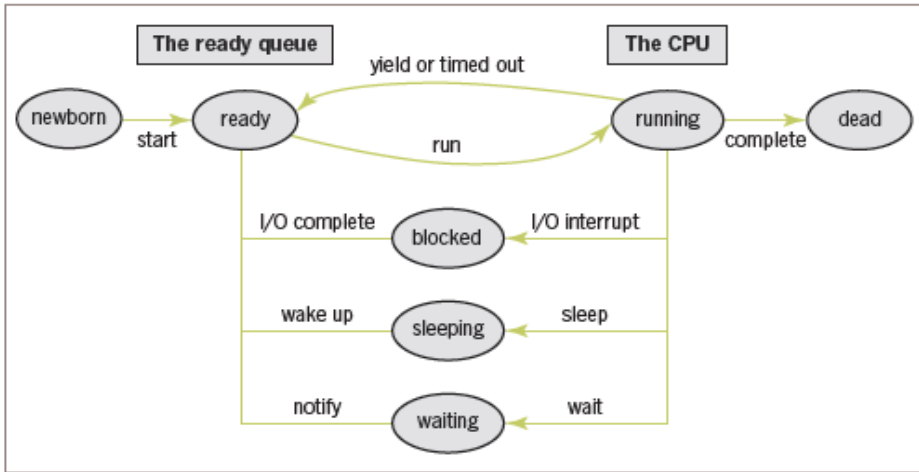 The ready queue
The CPU
yield or timed out
newborn
ready
running
dead
start
run
complete
I/O complete
blocked
I/O interrupt
wake up
sleeping
sleep
notify
waiting
wait